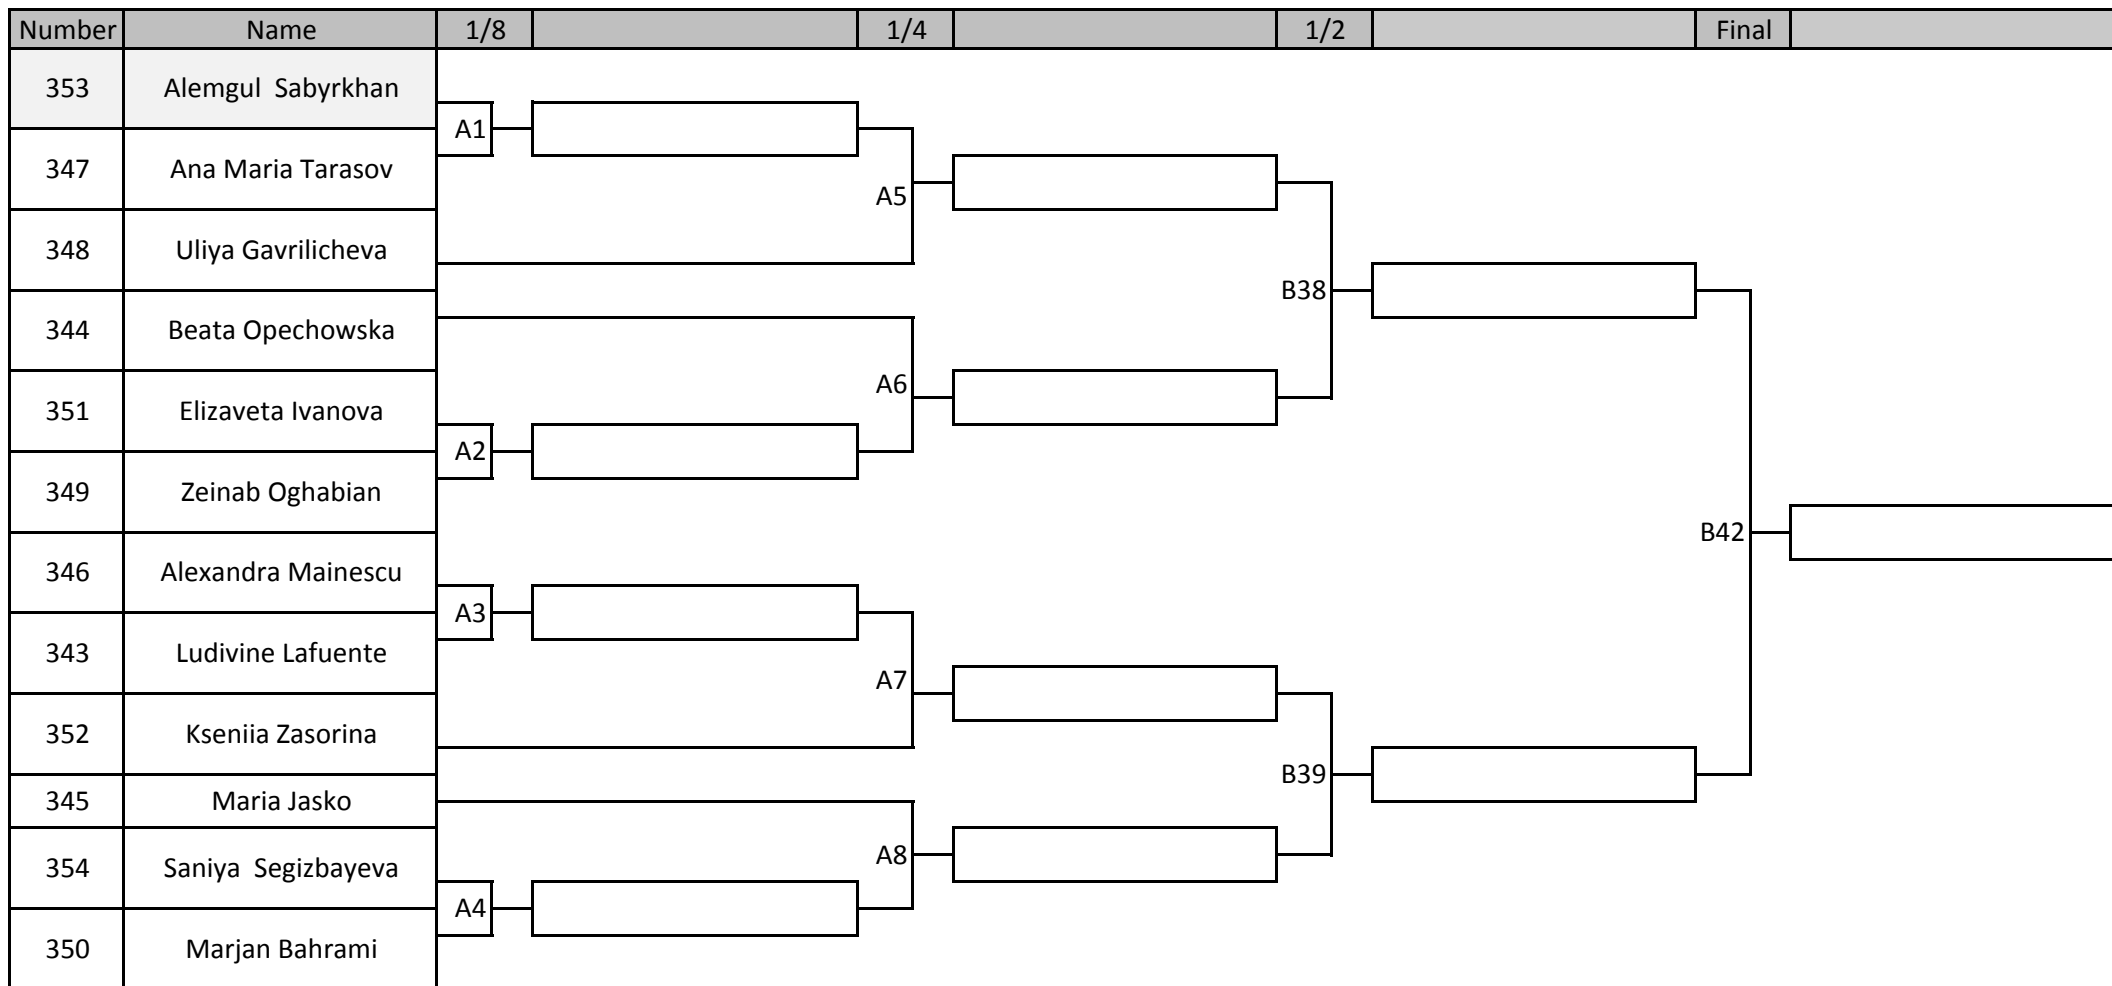 Number Name 1/8 1/4 1/2 Final
353 Alemgul  Sabyrkhan
A1
347 Ana Maria Tarasov
A5
348 Uliya Gavrilicheva
B38
344 Beata Opechowska
A6
351 Elizaveta Ivanova
A2
349 Zeinab Oghabian
B42
346 Alexandra Mainescu
A3
343 Ludivine Lafuente
A7
352 Kseniia Zasorina
B39
345 Maria Jasko
A8
354 Saniya  Segizbayeva
A4
350 Marjan Bahrami